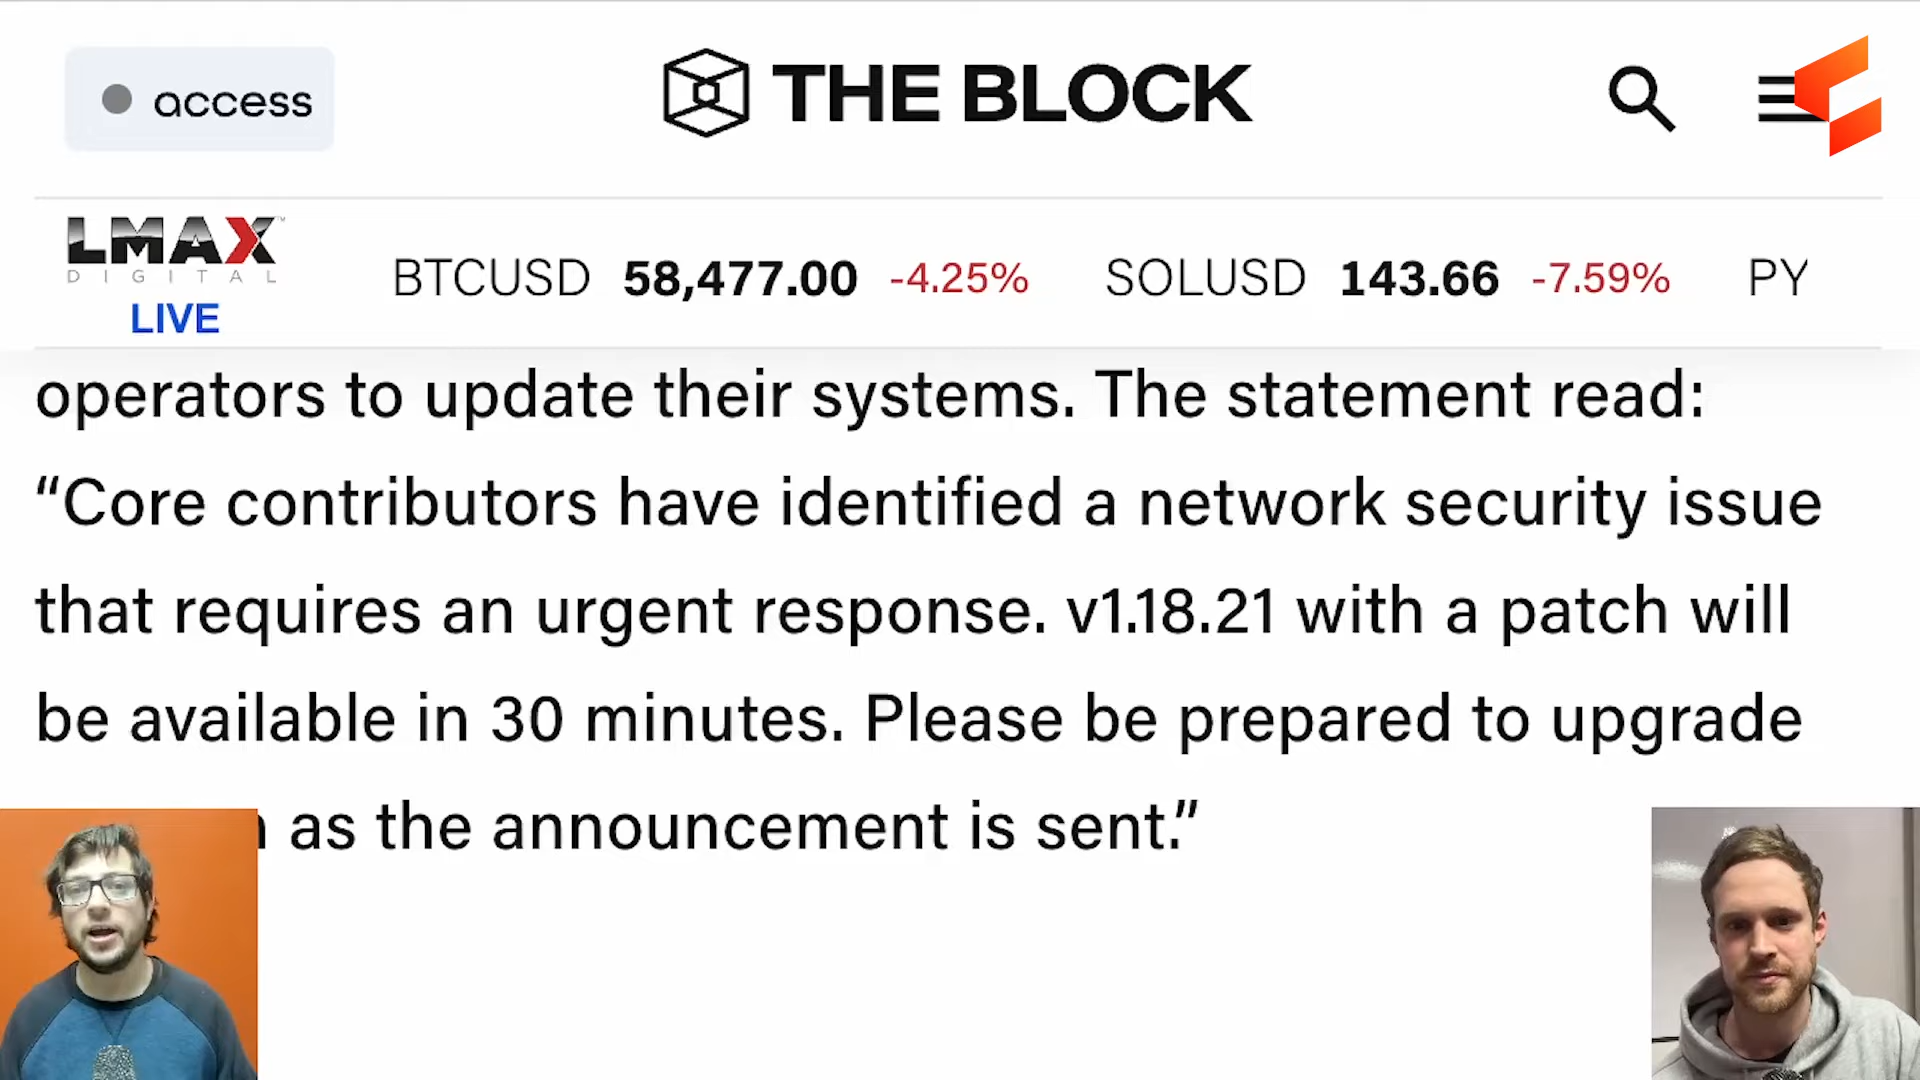 access
THE BLOCK
LMAX
DIGITAL
LIVE
BTCUSD 58,477.00 -4.25% SOLUSD 143.66 -7.59% PY
operators to update their systems. The statement read:
“Core contributors have identified a network security issue
that requires an urgent response. v1.18.21 with a patch will
be available in 30 minutes. Please be prepared to upgrade
as the announcement is sent.”